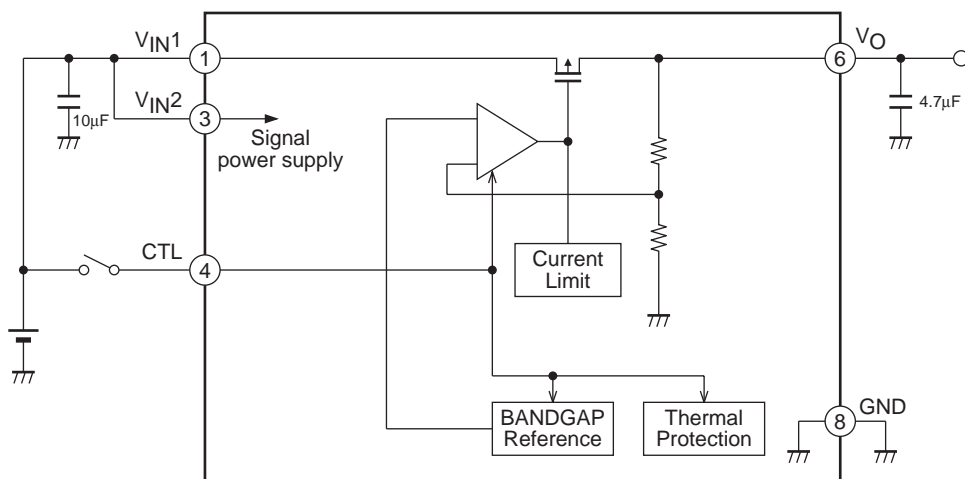 VIN1
1
6
VO
10μF
VIN2
3
Signal
power supply
4.7μF
CTL
4
Current
Limit
BANDGAP
Reference
Thermal
Protection
8
GND